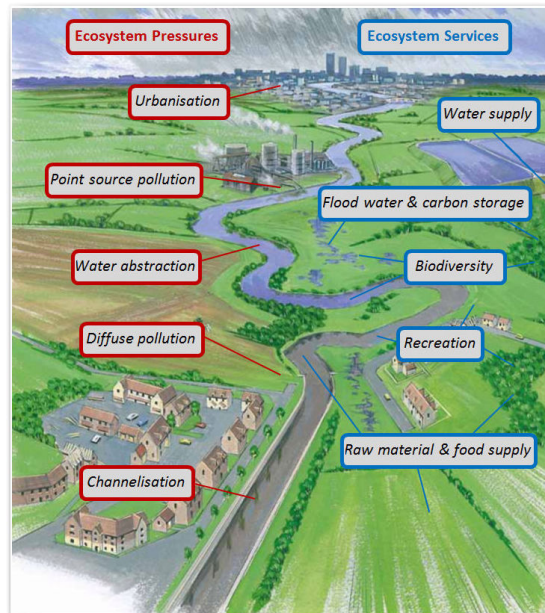 Ecosystem Pressures
Ecosystem Services
Urbanisation
Water supply
Point source pollution
Flood water & carbon storage
Water abstraction
Biodiversity
Diffuse pollution
Recreation
Raw material & food supply
Channelisation